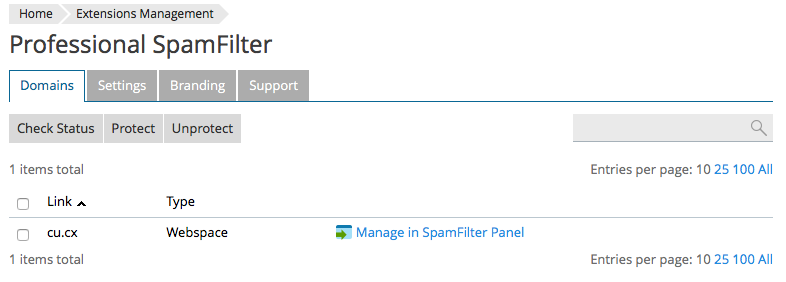 Home Extensions Management
Professional SpamFilter
Domains Settings Branding Support
Check Status Protect Unprotect
1 items total Entries per page: 10 25 100 All
Link Type
cu.cx Webspace Manage in SpamFilter Panel
1 items total Entries per page: 10 25 100 All